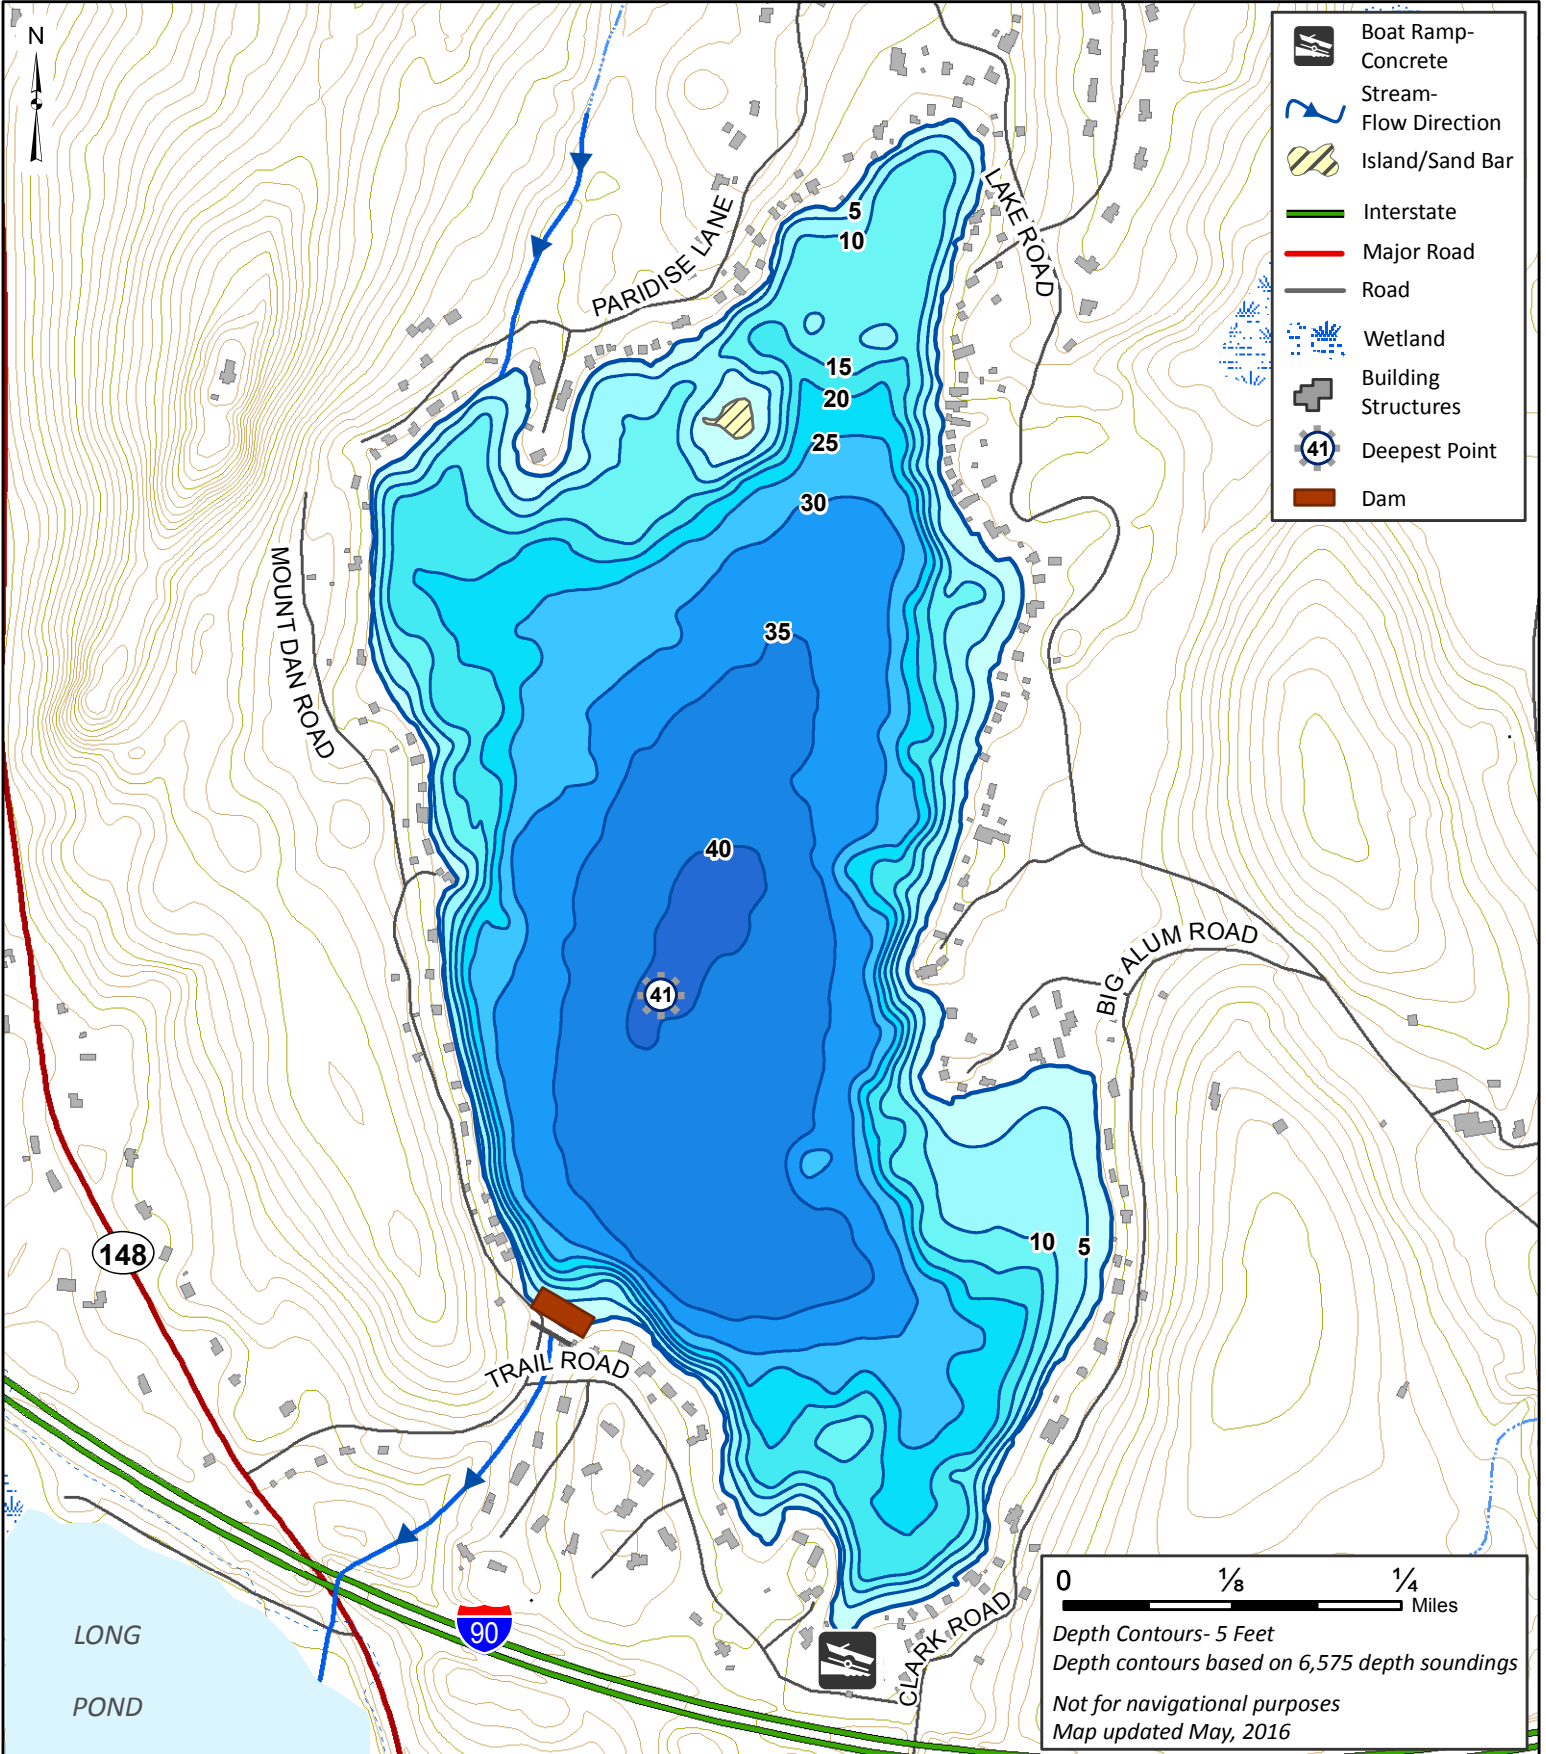 N
Boat Ramp-
Concrete
Stream-
Flow Direction
Island/Sand Bar
Interstate
Major Road
Road
Wetland
Building
Structures
41
Deepest Point
Dam
PARIDISE LANE
LAKE ROAD
5
10
15
20
25
30
35
40
41
MOUNT DAN ROAD
BIG ALUM ROAD
10
5
148
TRAIL ROAD
90
CLARK ROAD
LONG
POND
0
⅛
¼
Miles
Depth Contours- 5 Feet
Depth contours based on 6,575 depth soundings
Not for navigational purposes
Map updated May, 2016